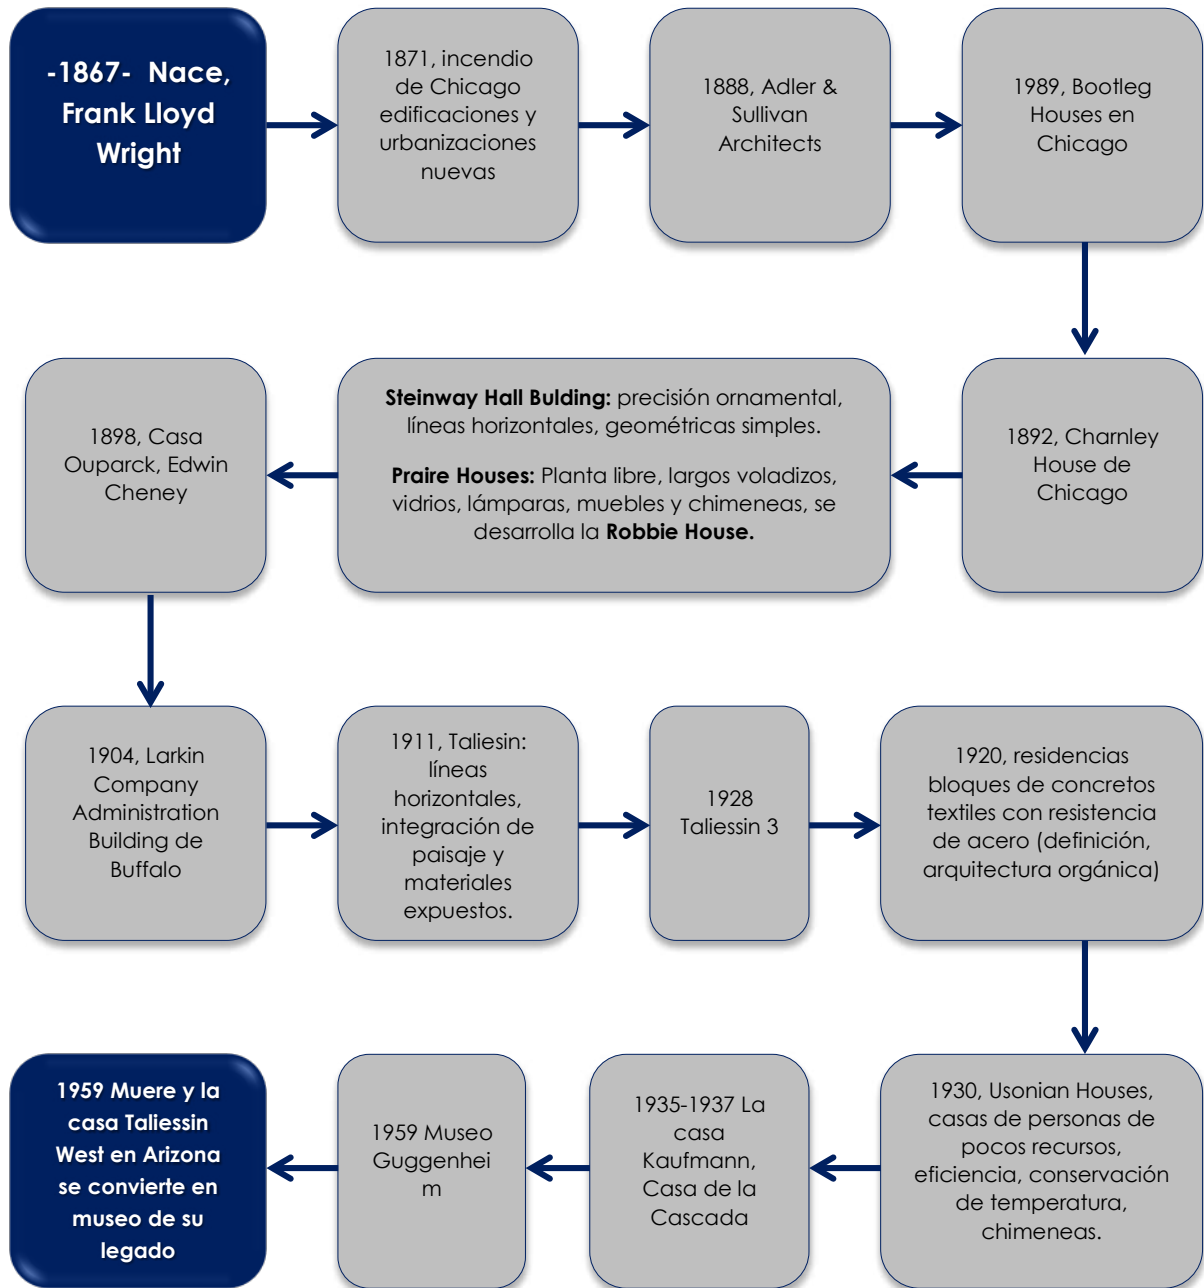 -1867- Nace,
Frank Lloyd
Wright
1871, incendio
de Chicago
edificaciones y
urbanizaciones
nuevas
1888, Adler &
Sullivan
Architects
1989, Bootleg
Houses en
Chicago
1892, Charnley
House de
Chicago
Steinway Hall Bulding: precisión ornamental,
líneas horizontales, geométricas simples.
Praire Houses: Planta libre, largos voladizos,
vidrios, lámparas, muebles y chimeneas, se
desarrolla la Robbie House.
1898, Casa
Ouparck, Edwin
Cheney
1904, Larkin
Company
Administration
Building de
Buffalo
1911, Taliesin:
líneas
horizontales,
integración de
paisaje y
materiales
expuestos.
1928
Taliessin 3
1920, residencias
bloques de concretos
textiles con resistencia
de acero (definición,
arquitectura orgánica)
1930, Usonian Houses,
casas de personas de
pocos recursos,
eficiencia, conservación
de temperatura,
chimeneas.
1935-1937 La
casa
Kaufmann,
Casa de la
Cascada
1959 Museo
Guggenhei
m
1959 Muere y la
casa Taliessin
West en Arizona
se convierte en
museo de su
legado